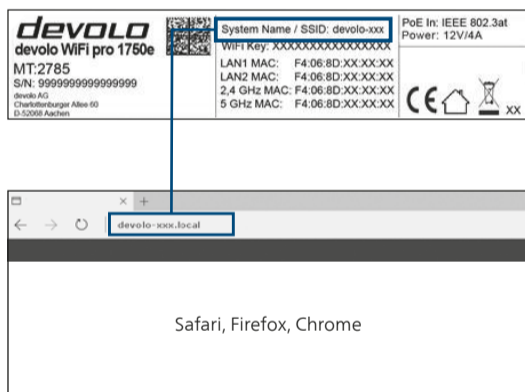 devolo
devolo WiFi pro 1750e
MT:2785
S/N: 9999999999999999
devolo AG
Charlottenburger Allee 60
D-52068 Aachen
System Name / SSID: devolo-xxx
WiFi Key: XXXXXXXXXXXXXXXX
LAN1 MAC: F4:06:8D:XX:XX:XX
LAN2 MAC: F4:06:8D:XX:XX:XX
2,4 GHz MAC: F4:06:8D:XX:XX:XX
5 GHz MAC: F4:06:8D:XX:XX:XX
PoE In: IEEE 802.3at
Power: 12V/4A
CE
XX
devolo-xxx.local
Safari, Firefox, Chrome